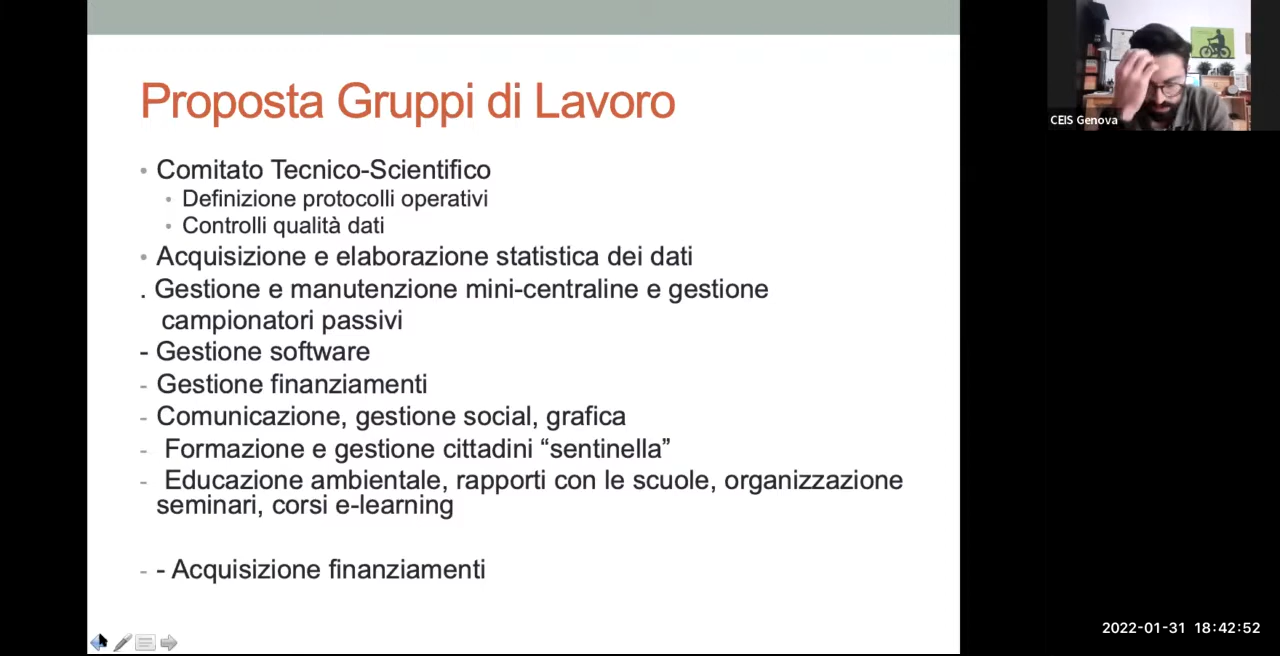 Proposta Gruppi di Lavoro
• Comitato Tecnico-Scientifico
• Definizione protocolli operativi
• Controlli qualità dati
• Acquisizione e elaborazione statistica dei dati
. Gestione e manutenzione mini-centraline e gestione
campionatori passivi
- Gestione software
- Gestione finanziamenti
- Comunicazione, gestione social, grafica
- Formazione e gestione cittadini “sentinella”
- Educazione ambientale, rapporti con le scuole, organizzazione
seminari, corsi e-learning
- - Acquisizione finanziamenti
CEIS Genova
2022-01-31 18:42:52